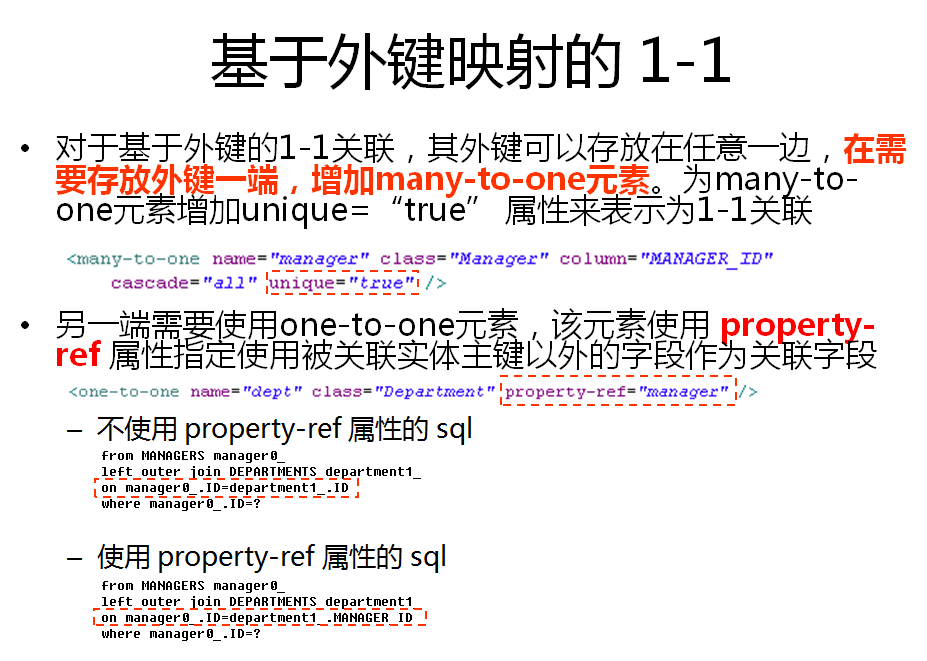 基于外键映射的 1-1
• 对于基于外键的1-1关联，其外键可以存放在任意一边，在需
要存放外键一端，增加many-to-one元素。为many-to-
one元素增加unique=“true” 属性来表示为1-1关联
<many-to-one name="manager" class="Manager" column="MANAGER_ID"
cascade="all" unique="true" />
• 另一端需要使用one-to-one元素，该元素使用 property-
ref 属性指定使用被关联实体主键以外的字段作为关联字段
<one-to-one name="dept" class="Department" property-ref="manager" />
– 不使用 property-ref 属性的 sql
from MANAGERS manager0_
left outer join DEPARTMENTS department1_
on manager0_.ID=department1_.ID
where manager0_.ID=?
– 使用 property-ref 属性的 sql
from MANAGERS manager0_
left outer join DEPARTMENTS department1_
on manager0_.ID=department1_.MANAGER_ID
where manager0_.ID=?